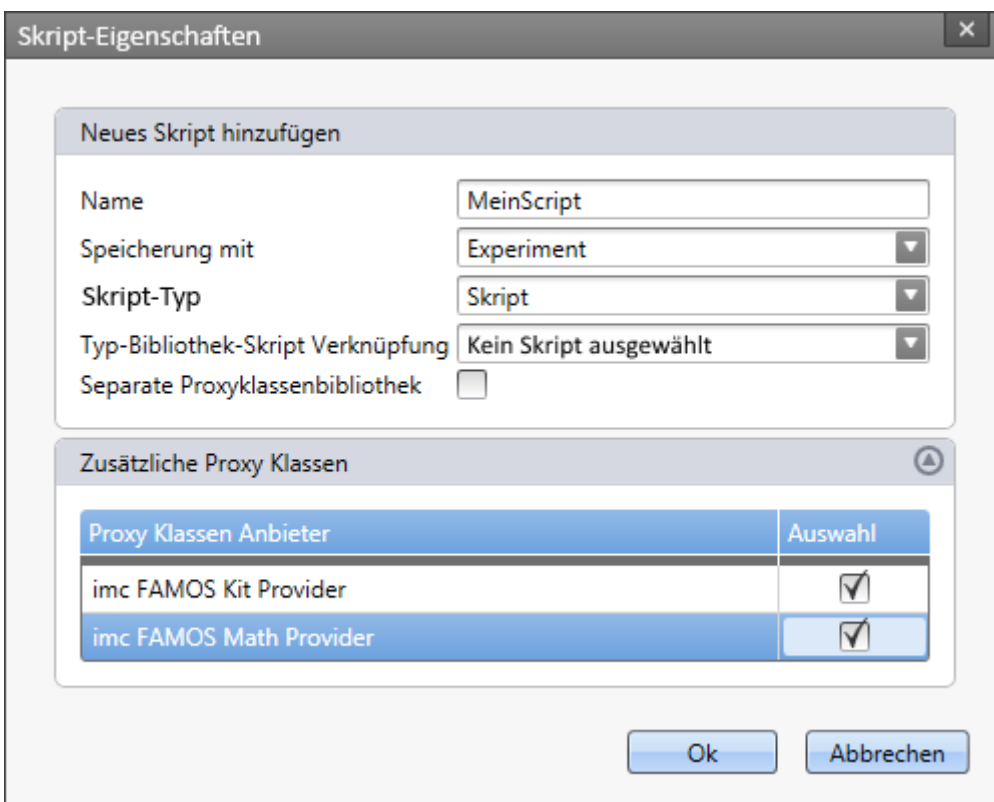 Skript-Eigenschaften
Neues Skript hinzufügen
Name MeinScript
Speicherung mit Experiment
Skript-Typ Skript
Typ-Bibliothek-Skript Verknüpfung Kein Skript ausgewählt
Separate Proxyklassenbibliothek
Zusätzliche Proxy Klassen
Proxy Klassen Anbieter Auswahl
imc FAMOS Kit Provider
imc FAMOS Math Provider
Ok Abbrechen